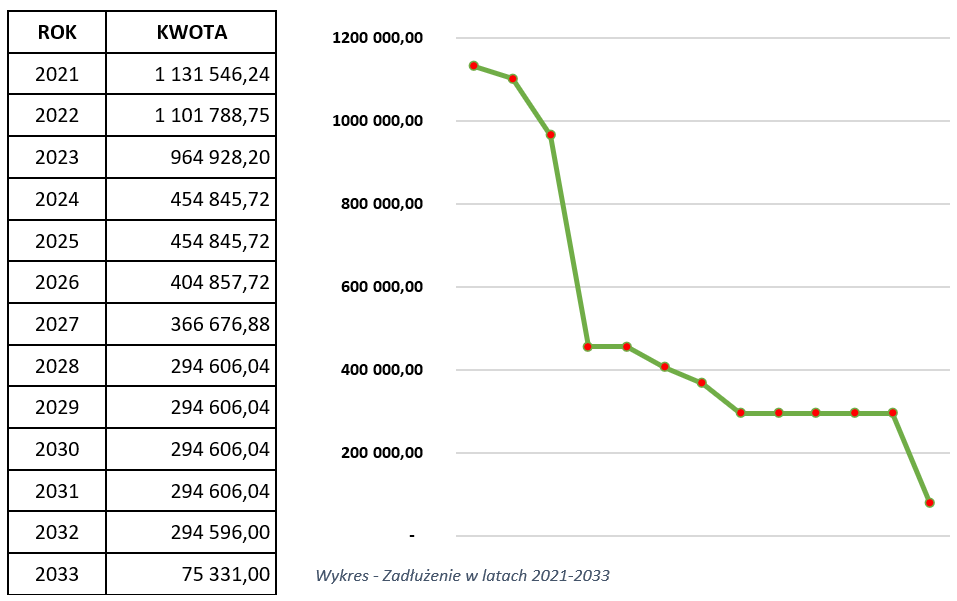 ROK KWOTA
2021 1 131 546,24
2022 1 101 788,75
2023 964 928,20
2024 454 845,72
2025 454 845,72
2026 404 857,72
2027 366 676,88
2028 294 606,04
2029 294 606,04
2030 294 606,04
2031 294 606,04
2032 294 596,00
2033 75 331,00
1200 000,00
1000 000,00
800 000,00
600 000,00
400 000,00
200 000,00
-
Wykres - Zadłużenie w latach 2021-2033